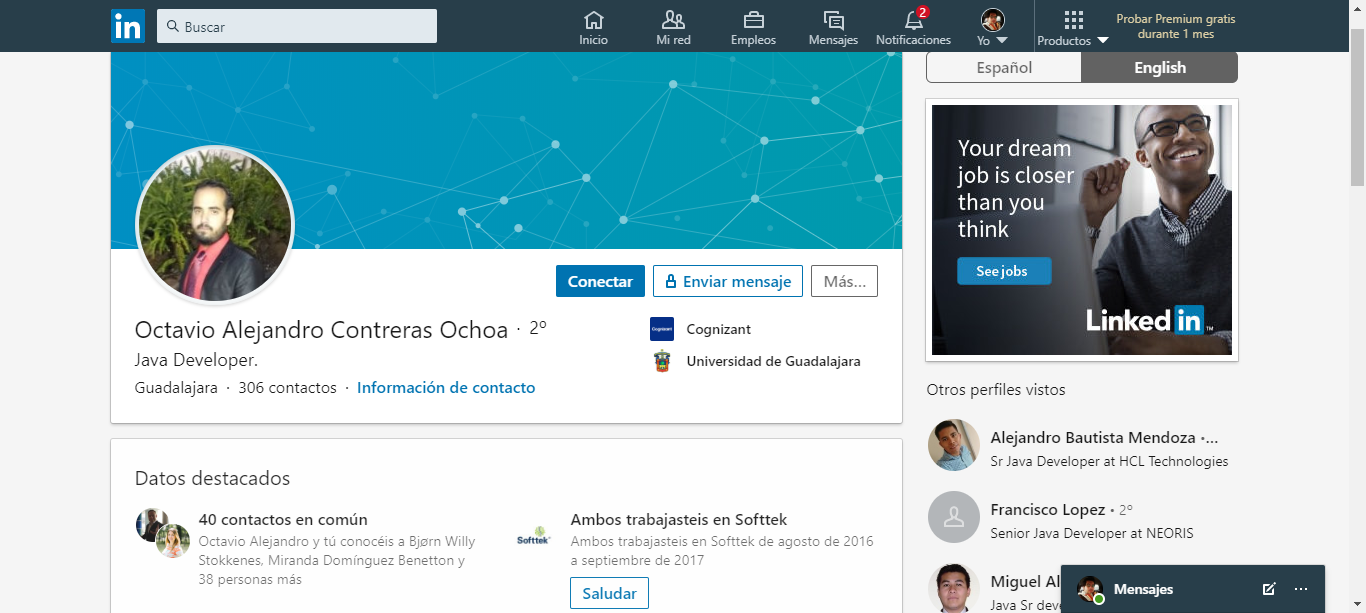 in
Buscar
Inicio
Mi red
Empleos
Mensajes
2
Notificaciones
Yo
Productos
Probar Premium gratis
durante 1 mes
Español
English
Your dream
job is closer
than you
think
See jobs
Linked in ™
Conectar
Enviar mensaje
Más...
Octavio Alejandro Contreras Ochoa · 2º
Java Developer.
Guadalajara · 306 contactos · Información de contacto
Cognizant
Cognizant
Universidad de Guadalajara
Datos destacados
40 contactos en común
Octavio Alejandro y tú conocéis a Bjørn Willy
Stokkenes, Miranda Domínguez Benetton y
38 personas más
Softtek
Ambos trabajasteis en Softtek
Ambos trabajasteis en Softtek de agosto de 2016
a septiembre de 2017
Saludar
Otros perfiles vistos
Alejandro Bautista Mendoza •...
Sr Java Developer at HCL Technologies
Francisco Lopez • 2º
Senior Java Developer at NEORIS
Miguel Al
Java Sr deve
Mensajes